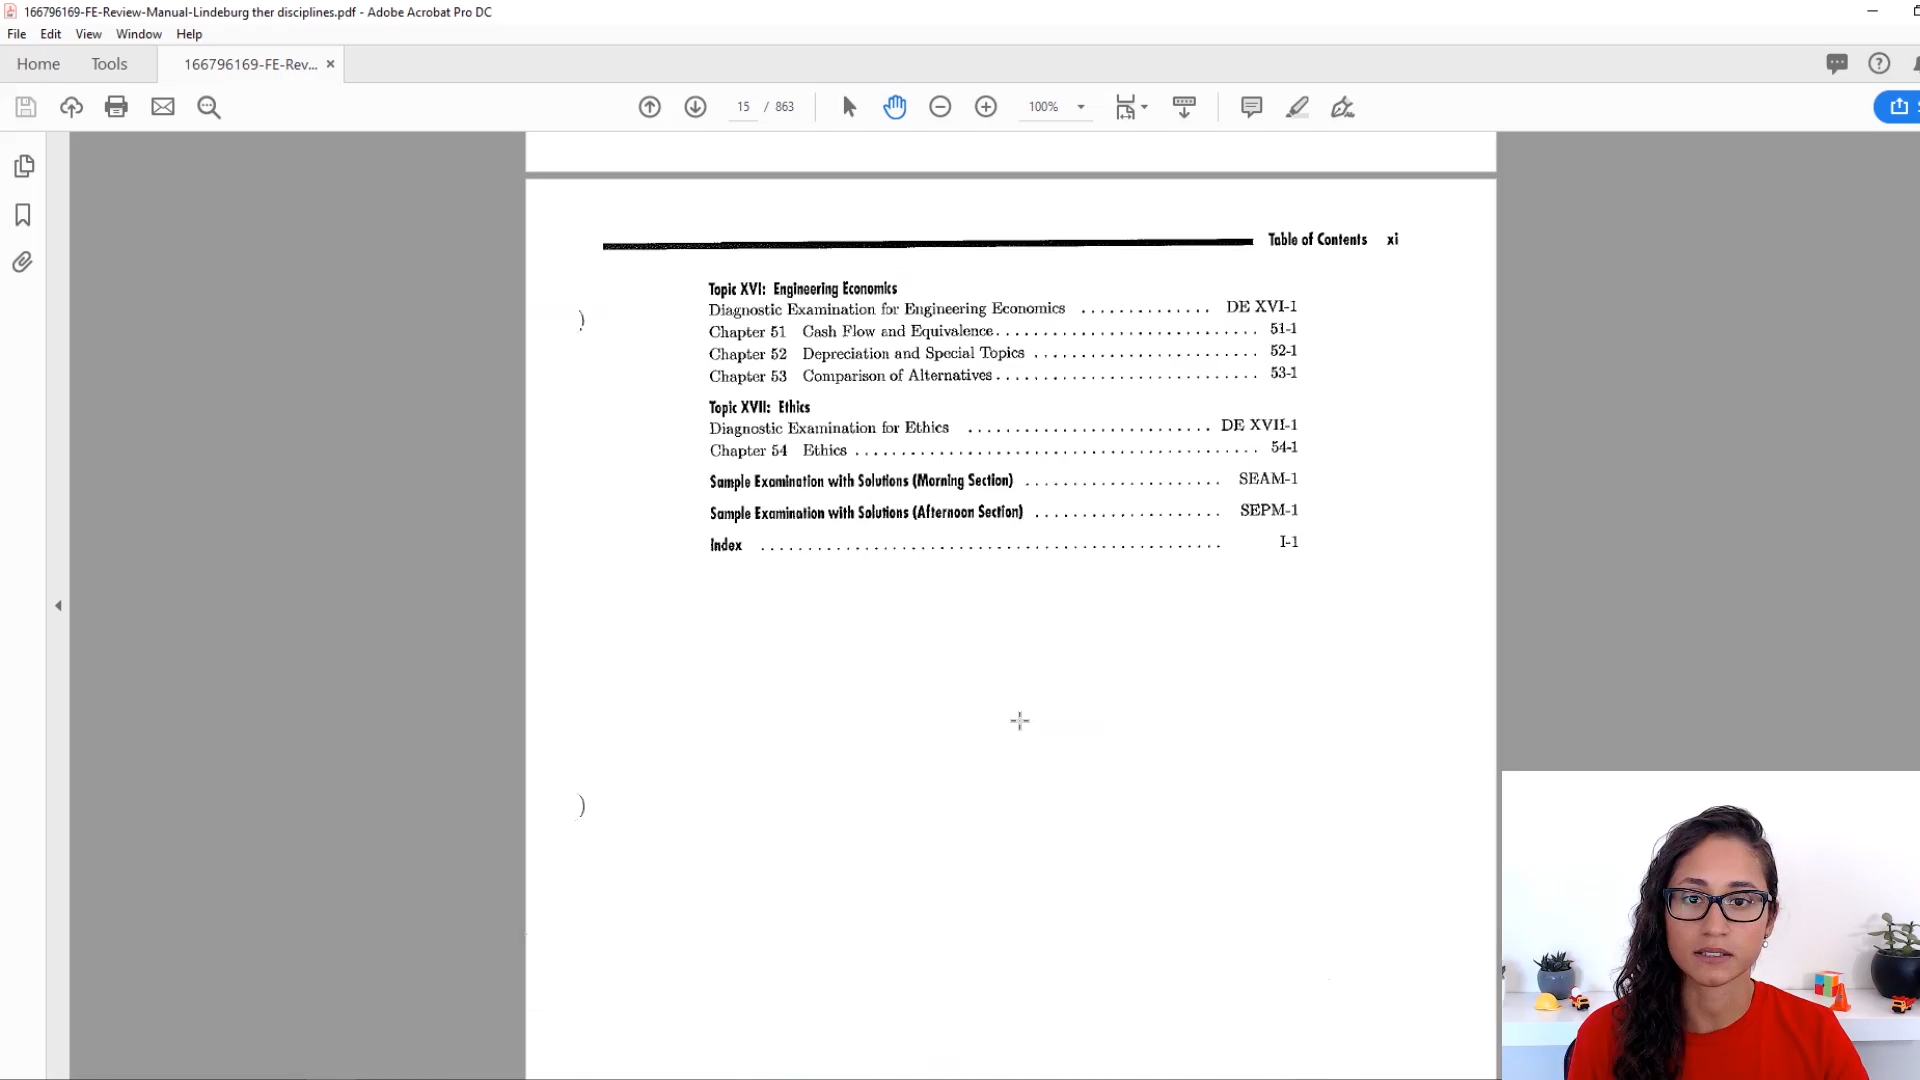 166796169-FE-Review-Manual-Lindeburg ther disciplines.pdf - Adobe Acrobat Pro DC
File Edit View Window Help
Home Tools 166796169-FE-Rev... ×
15 / 863 100%
Table of Contents xi
Topic XVI: Engineering Economics
Diagnostic Examination for Engineering Economics . . . . . . . . . . . . . . DE XVI-1
Chapter 51 Cash Flow and Equivalence . . . . . . . . . . . . . . . . . . . . . . . . . . . . 51-1
Chapter 52 Depreciation and Special Topics . . . . . . . . . . . . . . . . . . . . . . . . 52-1
Chapter 53 Comparison of Alternatives . . . . . . . . . . . . . . . . . . . . . . . . . . . . 53-1
Topic XVII: Ethics
Diagnostic Examination for Ethics . . . . . . . . . . . . . . . . . . . . . . . . . . DE XVII-1
Chapter 54 Ethics . . . . . . . . . . . . . . . . . . . . . . . . . . . . . . . . . . . . . . . . . . . 54-1
Sample Examination with Solutions (Morning Section) . . . . . . . . . . . . . . . . . . . . . SEAM-1
Sample Examination with Solutions (Afternoon Section) . . . . . . . . . . . . . . . . . . . . SEPM-1
Index . . . . . . . . . . . . . . . . . . . . . . . . . . . . . . . . . . . . . . . . . . . . . . . . . . I-1